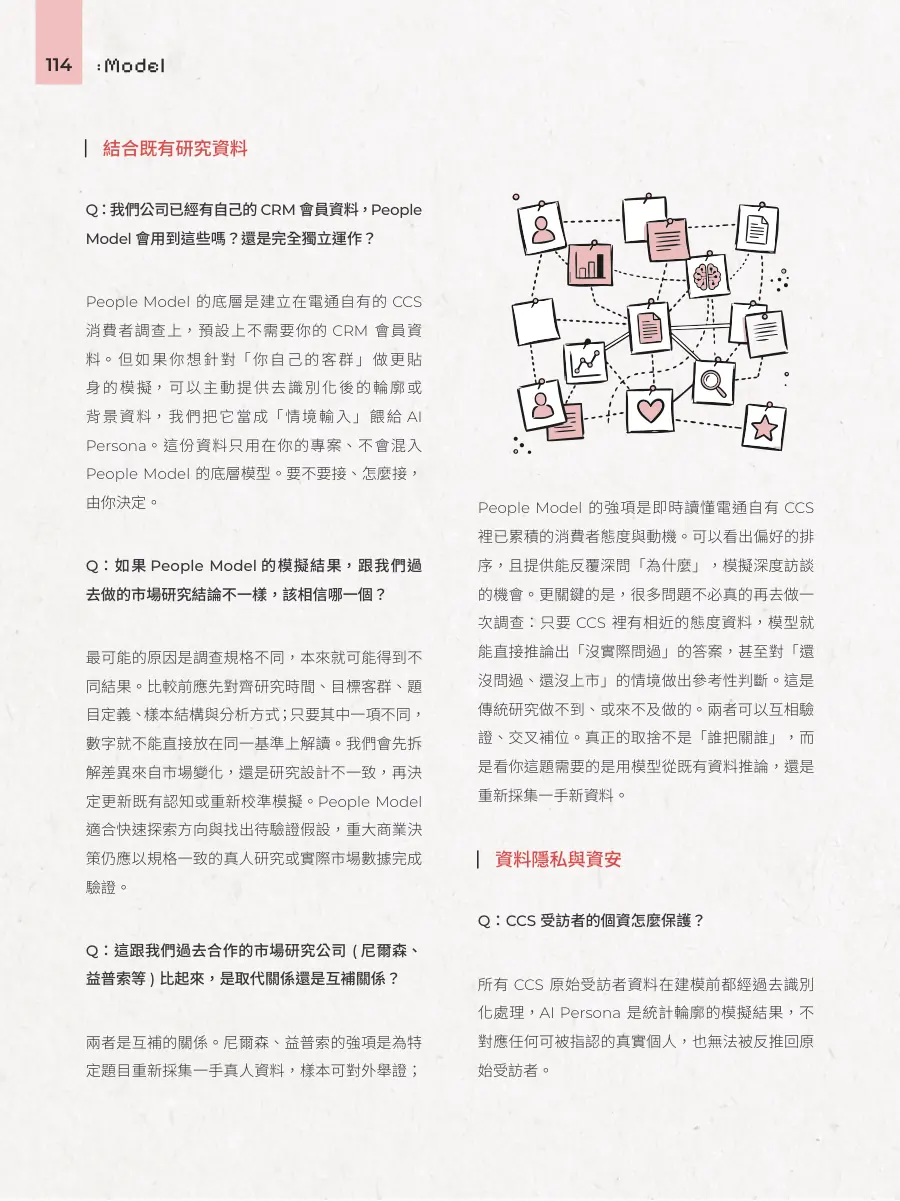 114
:Model
結合既有研究資料
Q：我們公司已經有自己的 CRM 會員資料，People
Model 會用到這些嗎？還是完全獨立運作？
People Model 的底層是建立在電通自有的 CCS
消費者調查上，預設上不需要你的 CRM 會員資
料。但如果你想針對「你自己的客群」做更貼
身的模擬，可以主動提供去識別化後的輪廓或
背景資料，我們把它當成「情境輸入」餵給 AI
Persona。這份資料只用在你的專案、不會混入
People Model 的底層模型。要不要接、怎麼接，
由你決定。
Q：如果 People Model 的模擬結果，跟我們過
去做的市場研究結論不一樣，該相信哪一個？
最可能的原因是調查規格不同，本來就可能得到不
同結果。比較前應先對齊研究時間、目標客群、題
目定義、樣本結構與分析方式；只要其中一項不同，
數字就不能直接放在同一基準上解讀。我們會先拆
解差異來自市場變化，還是研究設計不一致，再決
定更新既有認知或重新校準模擬。People Model
適合快速探索方向與找出待驗證假設，重大商業決
策仍應以規格一致的真人研究或實際市場數據完成
驗證。
Q：這跟我們過去合作的市場研究公司 ( 尼爾森、
益普索等 ) 比起來，是取代關係還是互補關係？
兩者是互補的關係。尼爾森、益普索的強項是為特
定題目重新採集一手真人資料，樣本可對外舉證；
People Model 的強項是即時讀懂電通自有 CCS
裡已累積的消費者態度與動機。可以看出偏好的排
序，且提供能反覆深問「為什麼」，模擬深度訪談
的機會。更關鍵的是，很多問題不必真的再去做一
次調查：只要 CCS 裡有相近的態度資料，模型就
能直接推論出「沒實際問過」的答案，甚至對「還
沒問過、還沒上市」的情境做出參考性判斷。這是
傳統研究做不到、或來不及做的。兩者可以互相驗
證、交叉補位。真正的取捨不是「誰把關誰」，而
是看你這題需要的是用模型從既有資料推論，還是
重新採集一手新資料。
資料隱私與資安
Q：CCS 受訪者的個資怎麼保護？
所有 CCS 原始受訪者資料在建模前都經過去識別
化處理，AI Persona 是統計輪廓的模擬結果，不
對應任何可被指認的真實個人，也無法被反推回原
始受訪者。